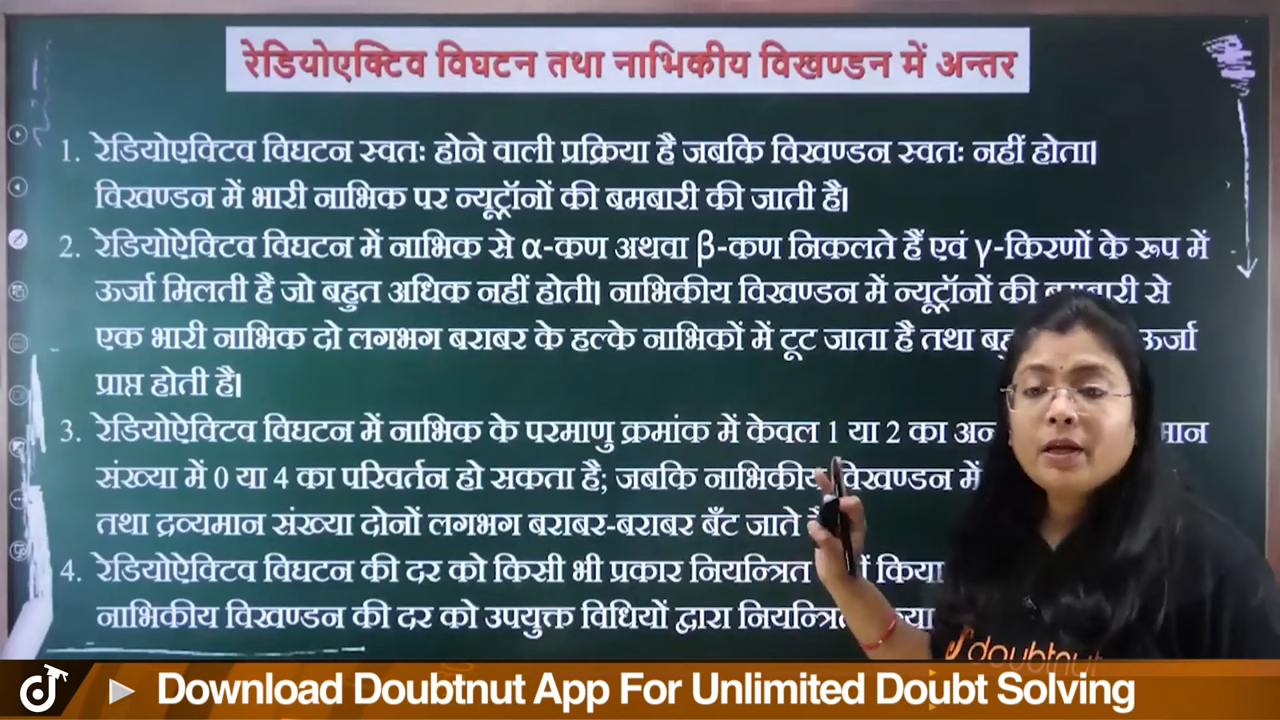 रेडियोएक्टिव विघटन तथा नाभिकीय विखण्डन में अन्तर
1. रेडियोऐक्टिव विघटन स्वतः होने वाली प्रक्रिया है जबकि विखण्डन स्वतः नहीं होता।
विखण्डन में भारी नाभिक पर न्यूट्रॉनों की बमबारी की जाती है।
2. रेडियोऐक्टिव विघटन में नाभिक से α-कण अथवा β-कण निकलते हैं एवं γ-किरणों के रूप में
ऊर्जा मिलती है जो बहुत अधिक नहीं होती। नाभिकीय विखण्डन में न्यूट्रॉनों की बमबारी से
एक भारी नाभिक दो लगभग बराबर के हल्के नाभिकों में टूट जाता है तथा ऊर्जा
प्राप्त होती है।
3. रेडियोऐक्टिव विघटन में नाभिक के परमाणु क्रमांक में केवल 1 या 2 का
संख्या में 0 या 4 का परिवर्तन हो सकता है; जबकि नाभिकीय विखण्डन में
तथा द्रव्यमान संख्या दोनों लगभग बराबर-बराबर बँट जाते
4. रेडियोऐक्टिव विघटन की दर को किसी भी प्रकार नियन्त्रित किया
नाभिकीय विखण्डन की दर को उपयुक्त विधियों द्वारा नियन्त्रित
doubtnut
Download Doubtnut App For Unlimited Doubt Solving